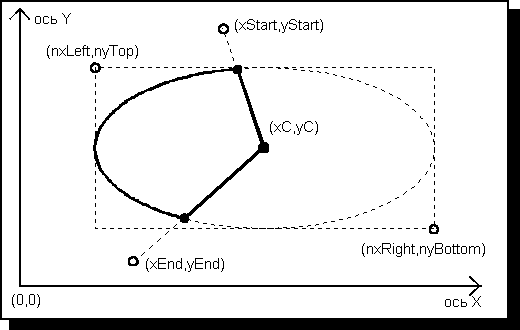 ось Y
(xStart,yStart)
(nxLeft,nyTop)
(xC,yC)
(nxRight,nyBottom)
(xEnd,yEnd)
(0,0)
ось X